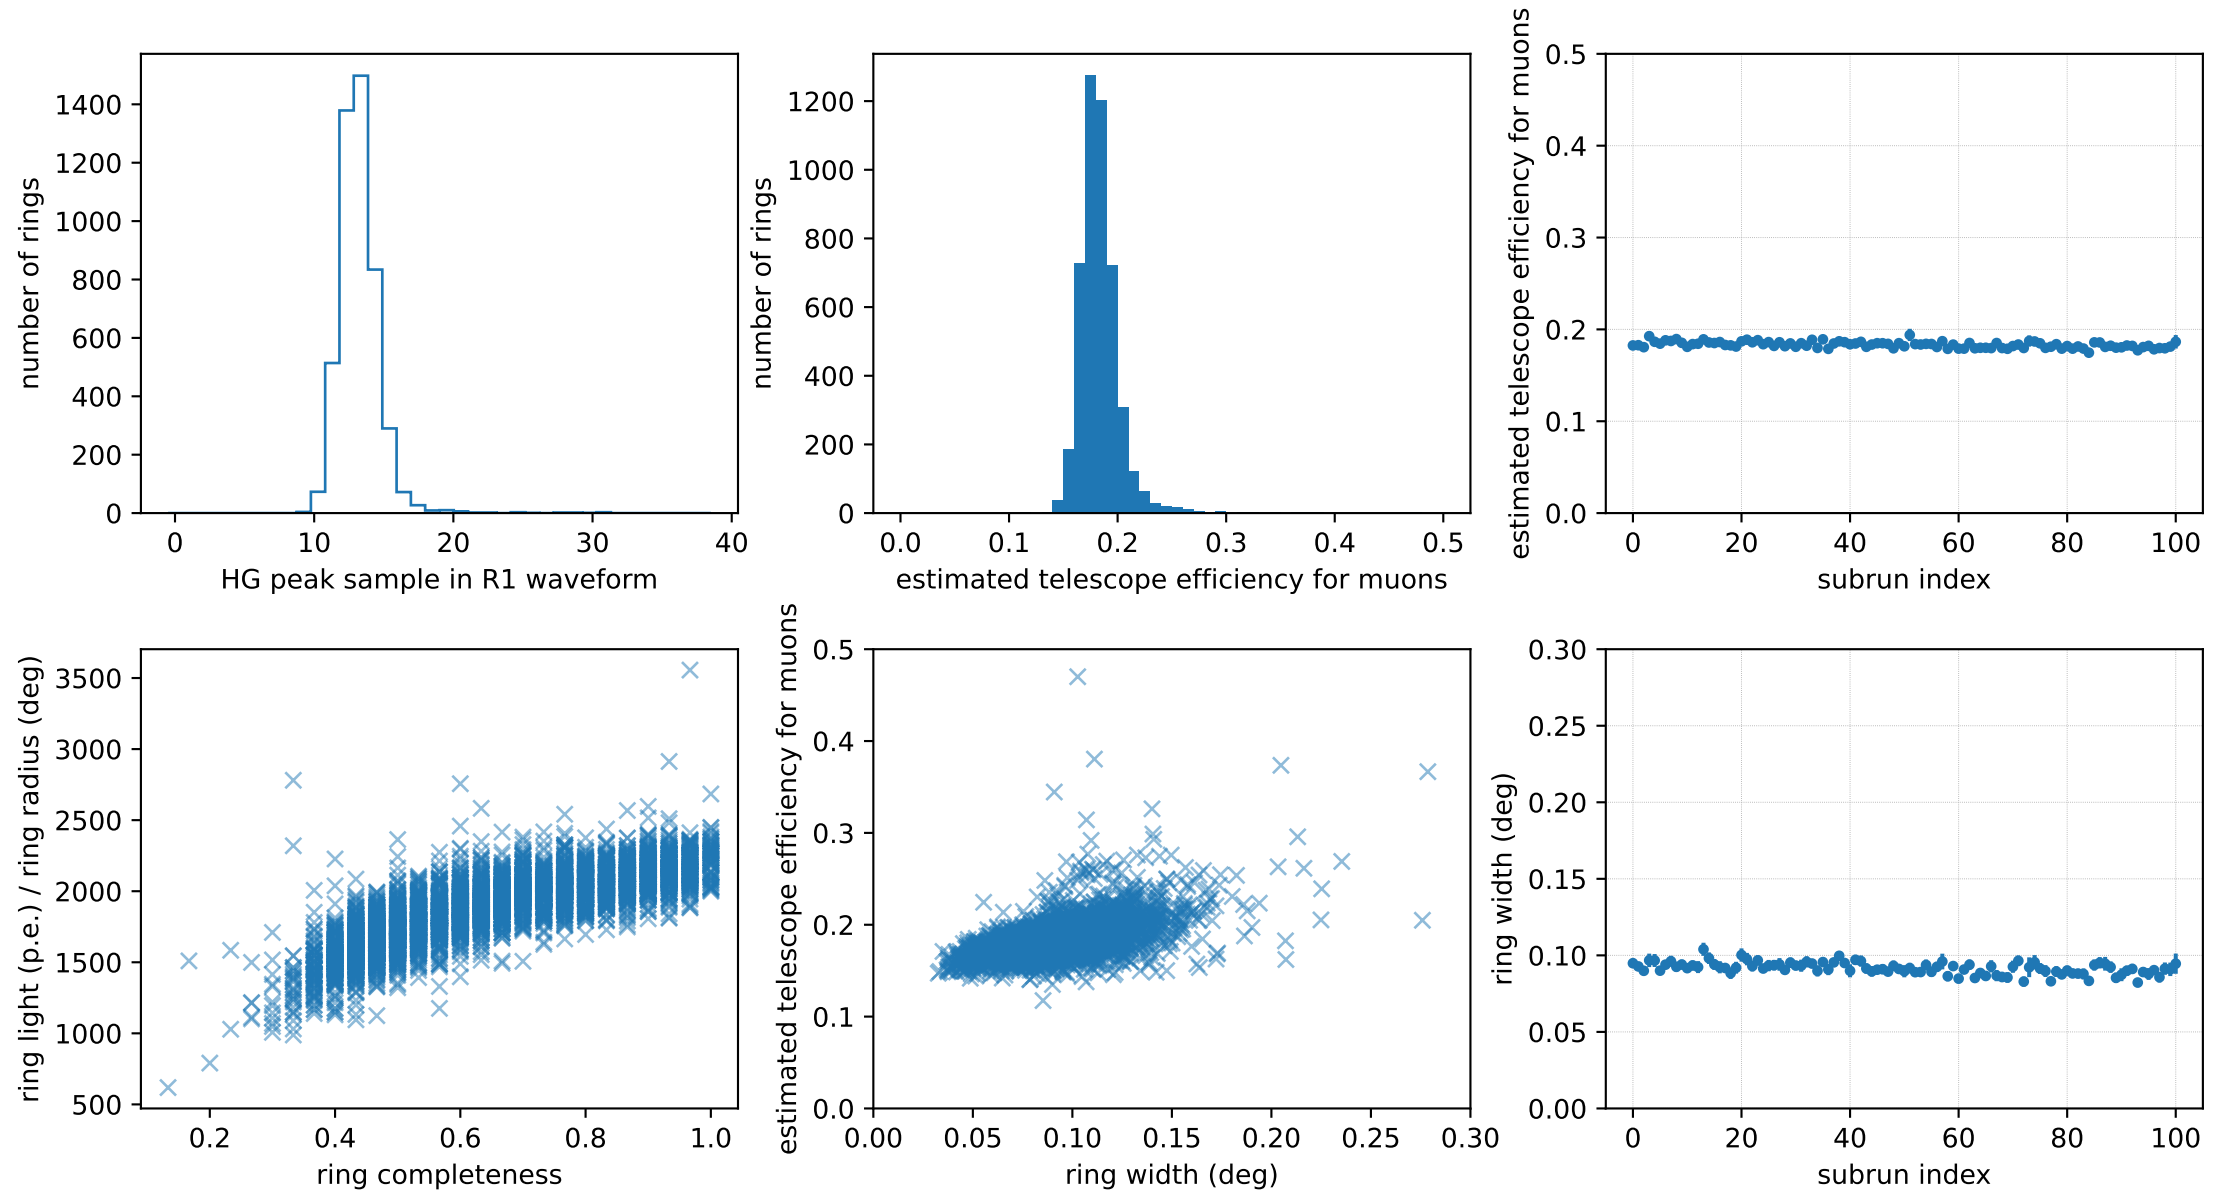 number of rings
1400
1200
1000
800
600
400
200
0
0 10 20 30 40
HG peak sample in R1 waveform
number of rings
1200
1000
800
600
400
200
0
0.0 0.1 0.2 0.3 0.4 0.5
estimated telescope efficiency for muons
estimated telescope efficiency for muons
0.5
0.4
0.3
0.2
0.1
0.0
0 20 40 60 80 100
subrun index
ring light (p.e.) / ring radius (deg)
3500
3000
2500
2000
1500
1000
500
0.2 0.4 0.6 0.8 1.0
ring completeness
estimated telescope efficiency for muons
0.5
0.4
0.3
0.2
0.1
0.0
0.00 0.05 0.10 0.15 0.20 0.25 0.30
ring width (deg)
ring width (deg)
0.30
0.25
0.20
0.15
0.10
0.05
0.00
0 20 40 60 80 100
subrun index